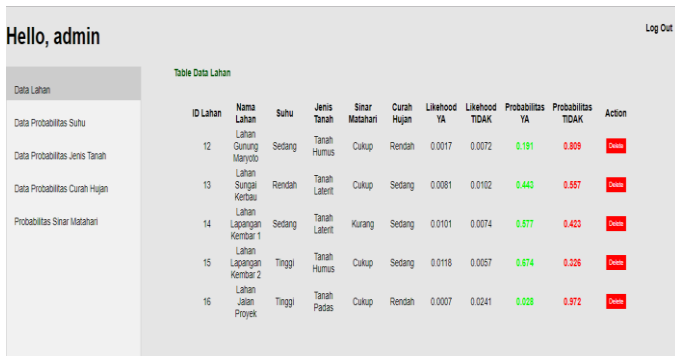 Hello, admin
Log Out
Data Lahan
Data Probabilitas Suhu
Data Probabilitas Jenis Tanah
Data Probabilitas Curah Hujan
Probabilitas Sinar Matahari
Table Data Lahan
ID Lahan Nama Lahan Suhu Jenis Tanah Sinar Matahari Curah Hujan Likehood YA Likehood TIDAK Probabilitas YA Probabilitas TIDAK Action
12 Lahan Gunung Maryoto Sedang Tanah Humus Cukup Rendah 0.0017 0.0072 0.191 0.809 Delete
13 Lahan Sungai Kerbau Rendah Tanah Laterit Cukup Sedang 0.0081 0.0102 0.443 0.557 Delete
14 Lahan Lapangan Kembar 1 Sedang Tanah Laterit Kurang Sedang 0.0101 0.0074 0.577 0.423 Delete
15 Lahan Lapangan Kembar 2 Tinggi Tanah Humus Cukup Sedang 0.0118 0.0057 0.674 0.326 Delete
16 Lahan Jalan Proyek Tinggi Tanah Padas Cukup Rendah 0.0007 0.0241 0.028 0.972 Delete